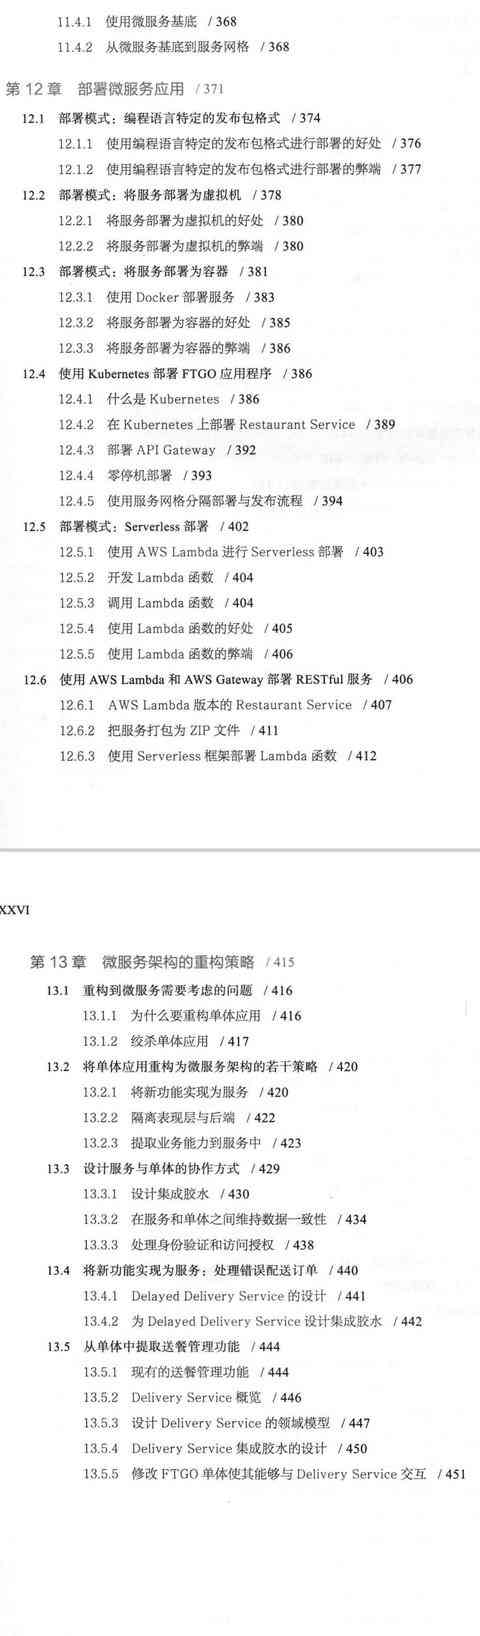 11.4.1 使用微服务基底 / 368
11.4.2 从微服务基底到服务网格 / 368
第 12 章 部署微服务应用 / 371
12.1 部署模式：编程语言特定的发布包格式 / 374
12.1.1 使用编程语言特定的发布包格式进行部署的好处 / 376
12.1.2 使用编程语言特定的发布包格式进行部署的弊端 / 377
12.2 部署模式：将服务部署为虚拟机 / 378
12.2.1 将服务部署为虚拟机的好处 / 380
12.2.2 将服务部署为虚拟机的弊端 / 380
12.3 部署模式：将服务部署为容器 / 381
12.3.1 使用 Docker 部署服务 / 383
12.3.2 将服务部署为容器的好处 / 385
12.3.3 将服务部署为容器的弊端 / 386
12.4 使用 Kubernetes 部署 FTGO 应用程序 / 386
12.4.1 什么是 Kubernetes / 386
12.4.2 在 Kubernetes 上部署 Restaurant Service / 389
12.4.3 部署 API Gateway / 392
12.4.4 零停机部署 / 393
12.4.5 使用服务网格分隔部署与发布流程 / 394
12.5 部署模式：Serverless 部署 / 402
12.5.1 使用 AWS Lambda 进行 Serverless 部署 / 403
12.5.2 开发 Lambda 函数 / 404
12.5.3 调用 Lambda 函数 / 404
12.5.4 使用 Lambda 函数的好处 / 405
12.5.5 使用 Lambda 函数的弊端 / 406
12.6 使用 AWS Lambda 和 AWS Gateway 部署 RESTful 服务 / 406
12.6.1 AWS Lambda 版本的 Restaurant Service / 407
12.6.2 把服务打包为 ZIP 文件 / 411
12.6.3 使用 Serverless 框架部署 Lambda 函数 / 412
XXVI
第 13 章 微服务架构的重构策略 / 415
13.1 重构到微服务需要考虑的问题 / 416
13.1.1 为什么要重构单体应用 / 416
13.1.2 绞杀单体应用 / 417
13.2 将单体应用重构为微服务架构的若干策略 / 420
13.2.1 将新功能实现为服务 / 420
13.2.2 隔离表现层与后端 / 422
13.2.3 提取业务能力到服务中 / 423
13.3 设计服务与单体的协作方式 / 429
13.3.1 设计集成胶水 / 430
13.3.2 在服务和单体之间维持数据一致性 / 434
13.3.3 处理身份验证和访问授权 / 438
13.4 将新功能实现为服务：处理错误配送订单 / 440
13.4.1 Delayed Delivery Service 的设计 / 441
13.4.2 为 Delayed Delivery Service 设计集成胶水 / 442
13.5 从单体中提取送餐管理功能 / 444
13.5.1 现有的送餐管理功能 / 444
13.5.2 Delivery Service 概览 / 446
13.5.3 设计 Delivery Service 的领域模型 / 447
13.5.4 Delivery Service 集成胶水的设计 / 450
13.5.5 修改 FTGO 单体使其能够与 Delivery Service 交互 / 451